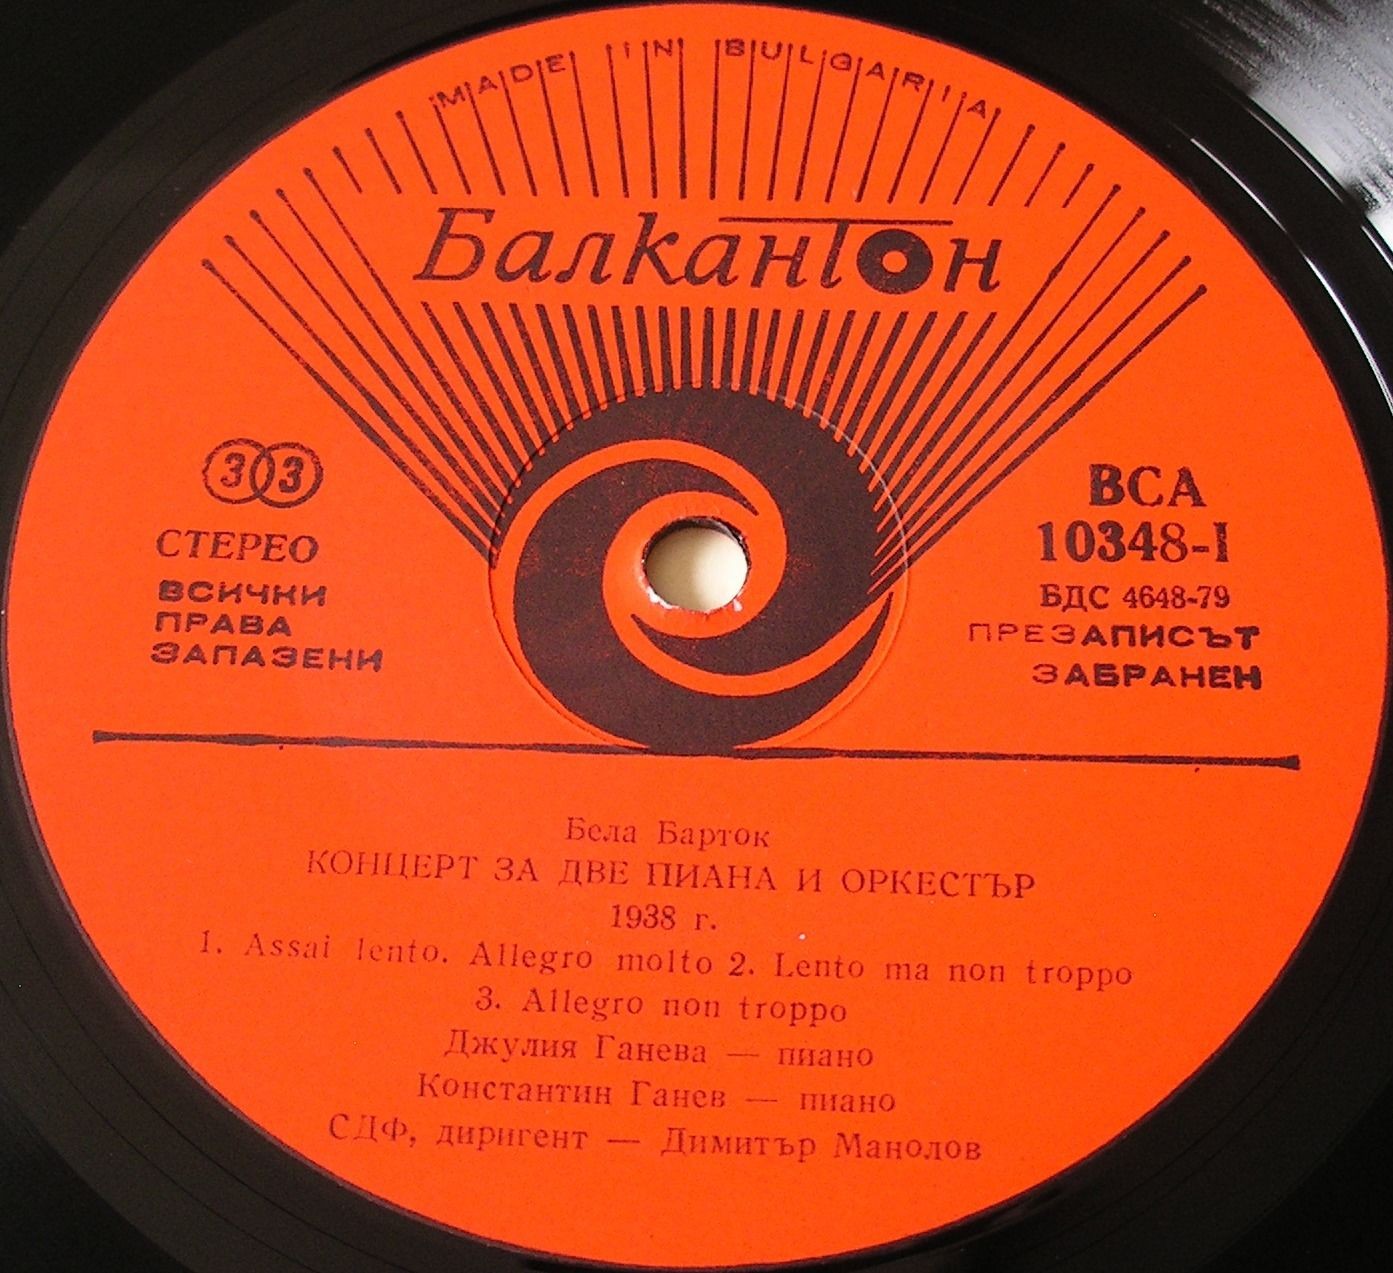 MADE IN BULGARIA
Балкантон
33
СТЕРЕО
ВСИЧКИ
ПРАВА
ЗАПАЗЕНИ
ВСА
10348-I
БДС 4648-79
ПРЕЗАПИСЪТ
ЗАБРАНЕН
Бела Барток
КОНЦЕРТ ЗА ДВЕ ПИАНА И ОРКЕСТЪР
1938 г.
1. Assai lento. Allegro molto 2. Lento ma non troppo
3. Allegro non troppo
Джулия Ганева — пиано
Константин Ганев — пиано
СДФ, диригент — Димитър Манолов